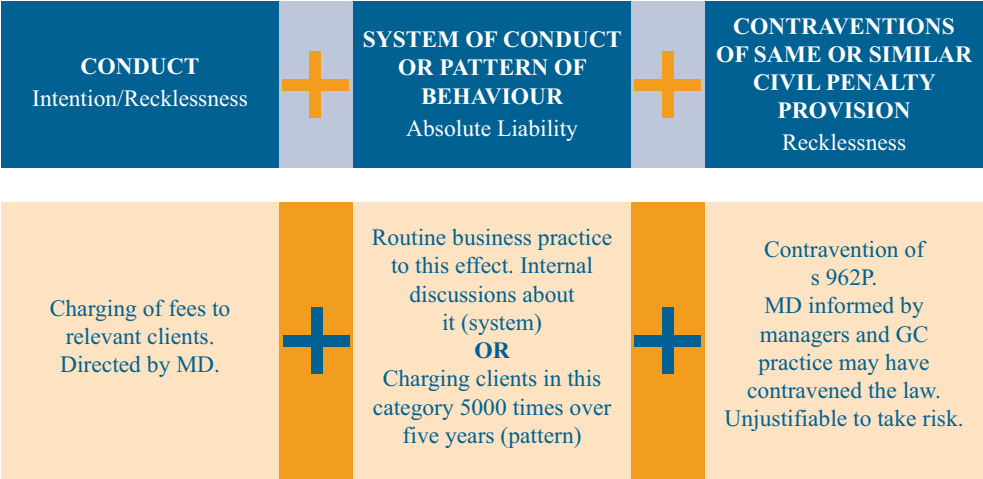 CONDUCT
Intention/Recklessness
SYSTEM OF CONDUCT
OR PATTERN OF
BEHAVIOUR
Absolute Liability
CONTRAVENTIONS
OF SAME OR SIMILAR
CIVIL PENALTY
PROVISION
Recklessness
Charging of fees to
relevant clients.
Directed by MD.
Routine business practice
to this effect. Internal
discussions about
it (system)
OR
Charging clients in this
category 5000 times over
five years (pattern)
Contravention of
s 962P.
MD informed by
managers and GC
practice may have
contravened the law.
Unjustifiable to take risk.